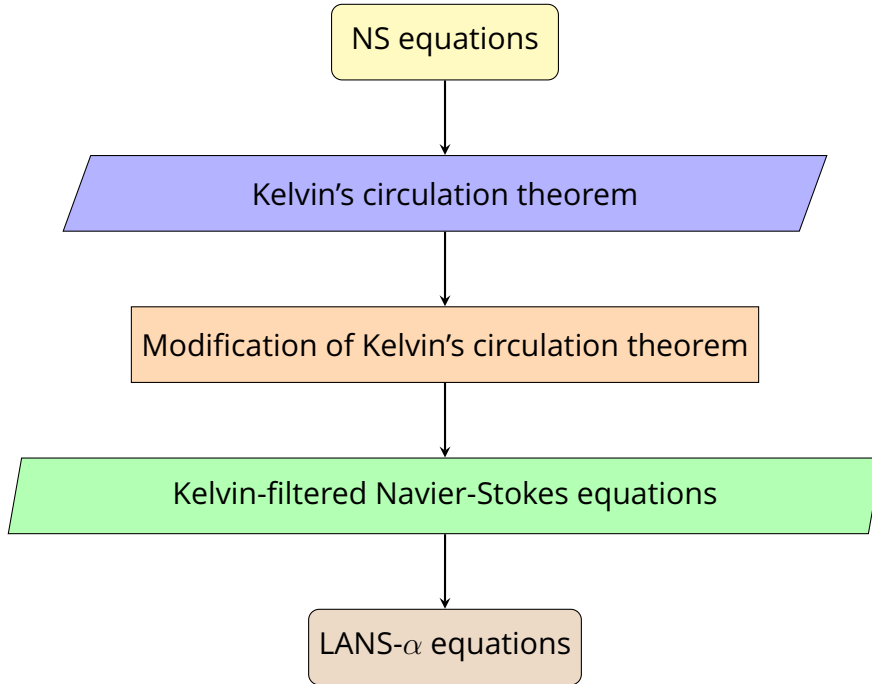 NS equations
Kelvin’s circulation theorem
Modification of Kelvin’s circulation theorem
Kelvin-filtered Navier-Stokes equations
LANS-α equations